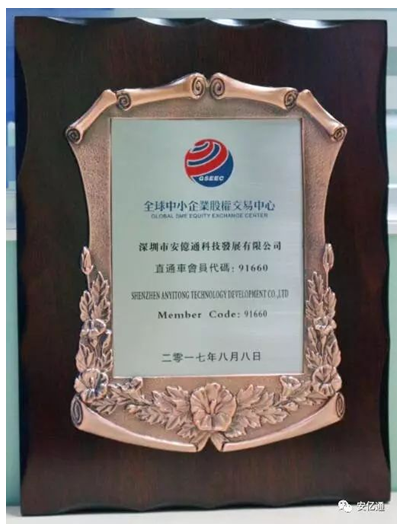 GSEEC
全球中小企業股權交易中心
GLOBAL SME EQUITY EXCHANGE CENTER
深圳市安億通科技發展有限公司
直通車會員代碼：91660
SHENZHEN ANYITONG TECHNOLOGY DEVELOPMENT CO.,LTD
Member Code: 91660
二零一七年八月八日
安亿通